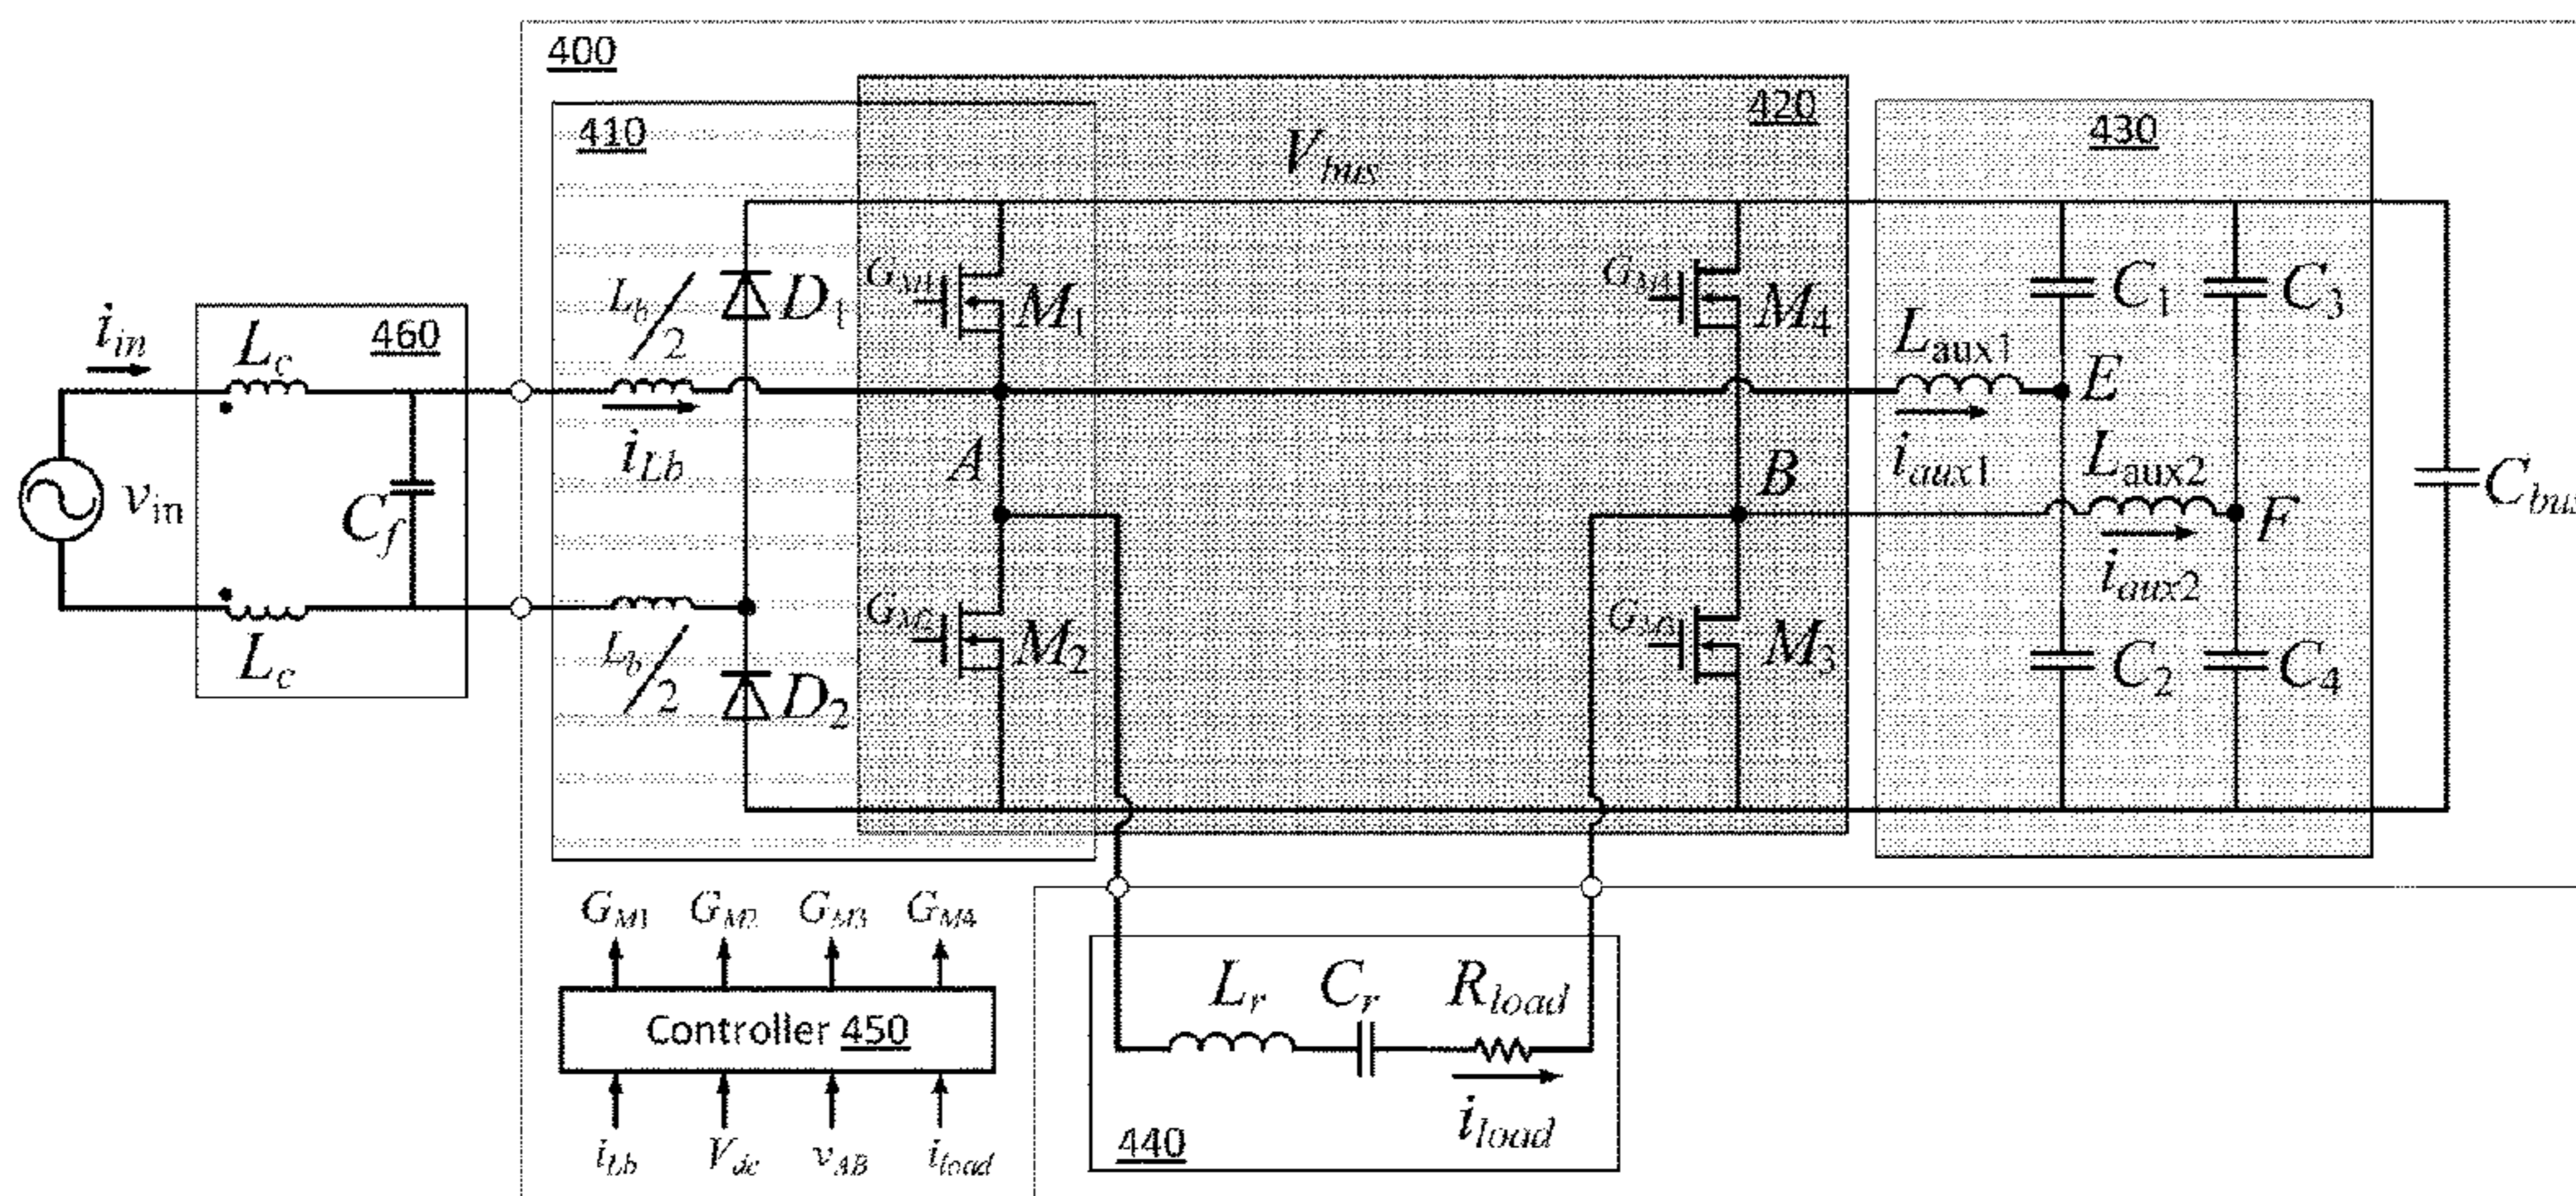 400
410
420
430
V_bus
G_M1
M_1
G_M4
M_4
L_b/2
D_1
C_1
C_3
i_in
L_c
460
L_aux1
E
i_Lb
A
B
i_aux1
L_aux2
v_in
C_f
F
C_bus
i_aux2
L_c
L_b/2
D_2
G_M2
M_2
G_M3
M_3
C_2
C_4
G_M1 G_M2 G_M3 G_M4
Controller 450
i_Lb V_dc v_AB i_load
L_r C_r R_load
i_load
440